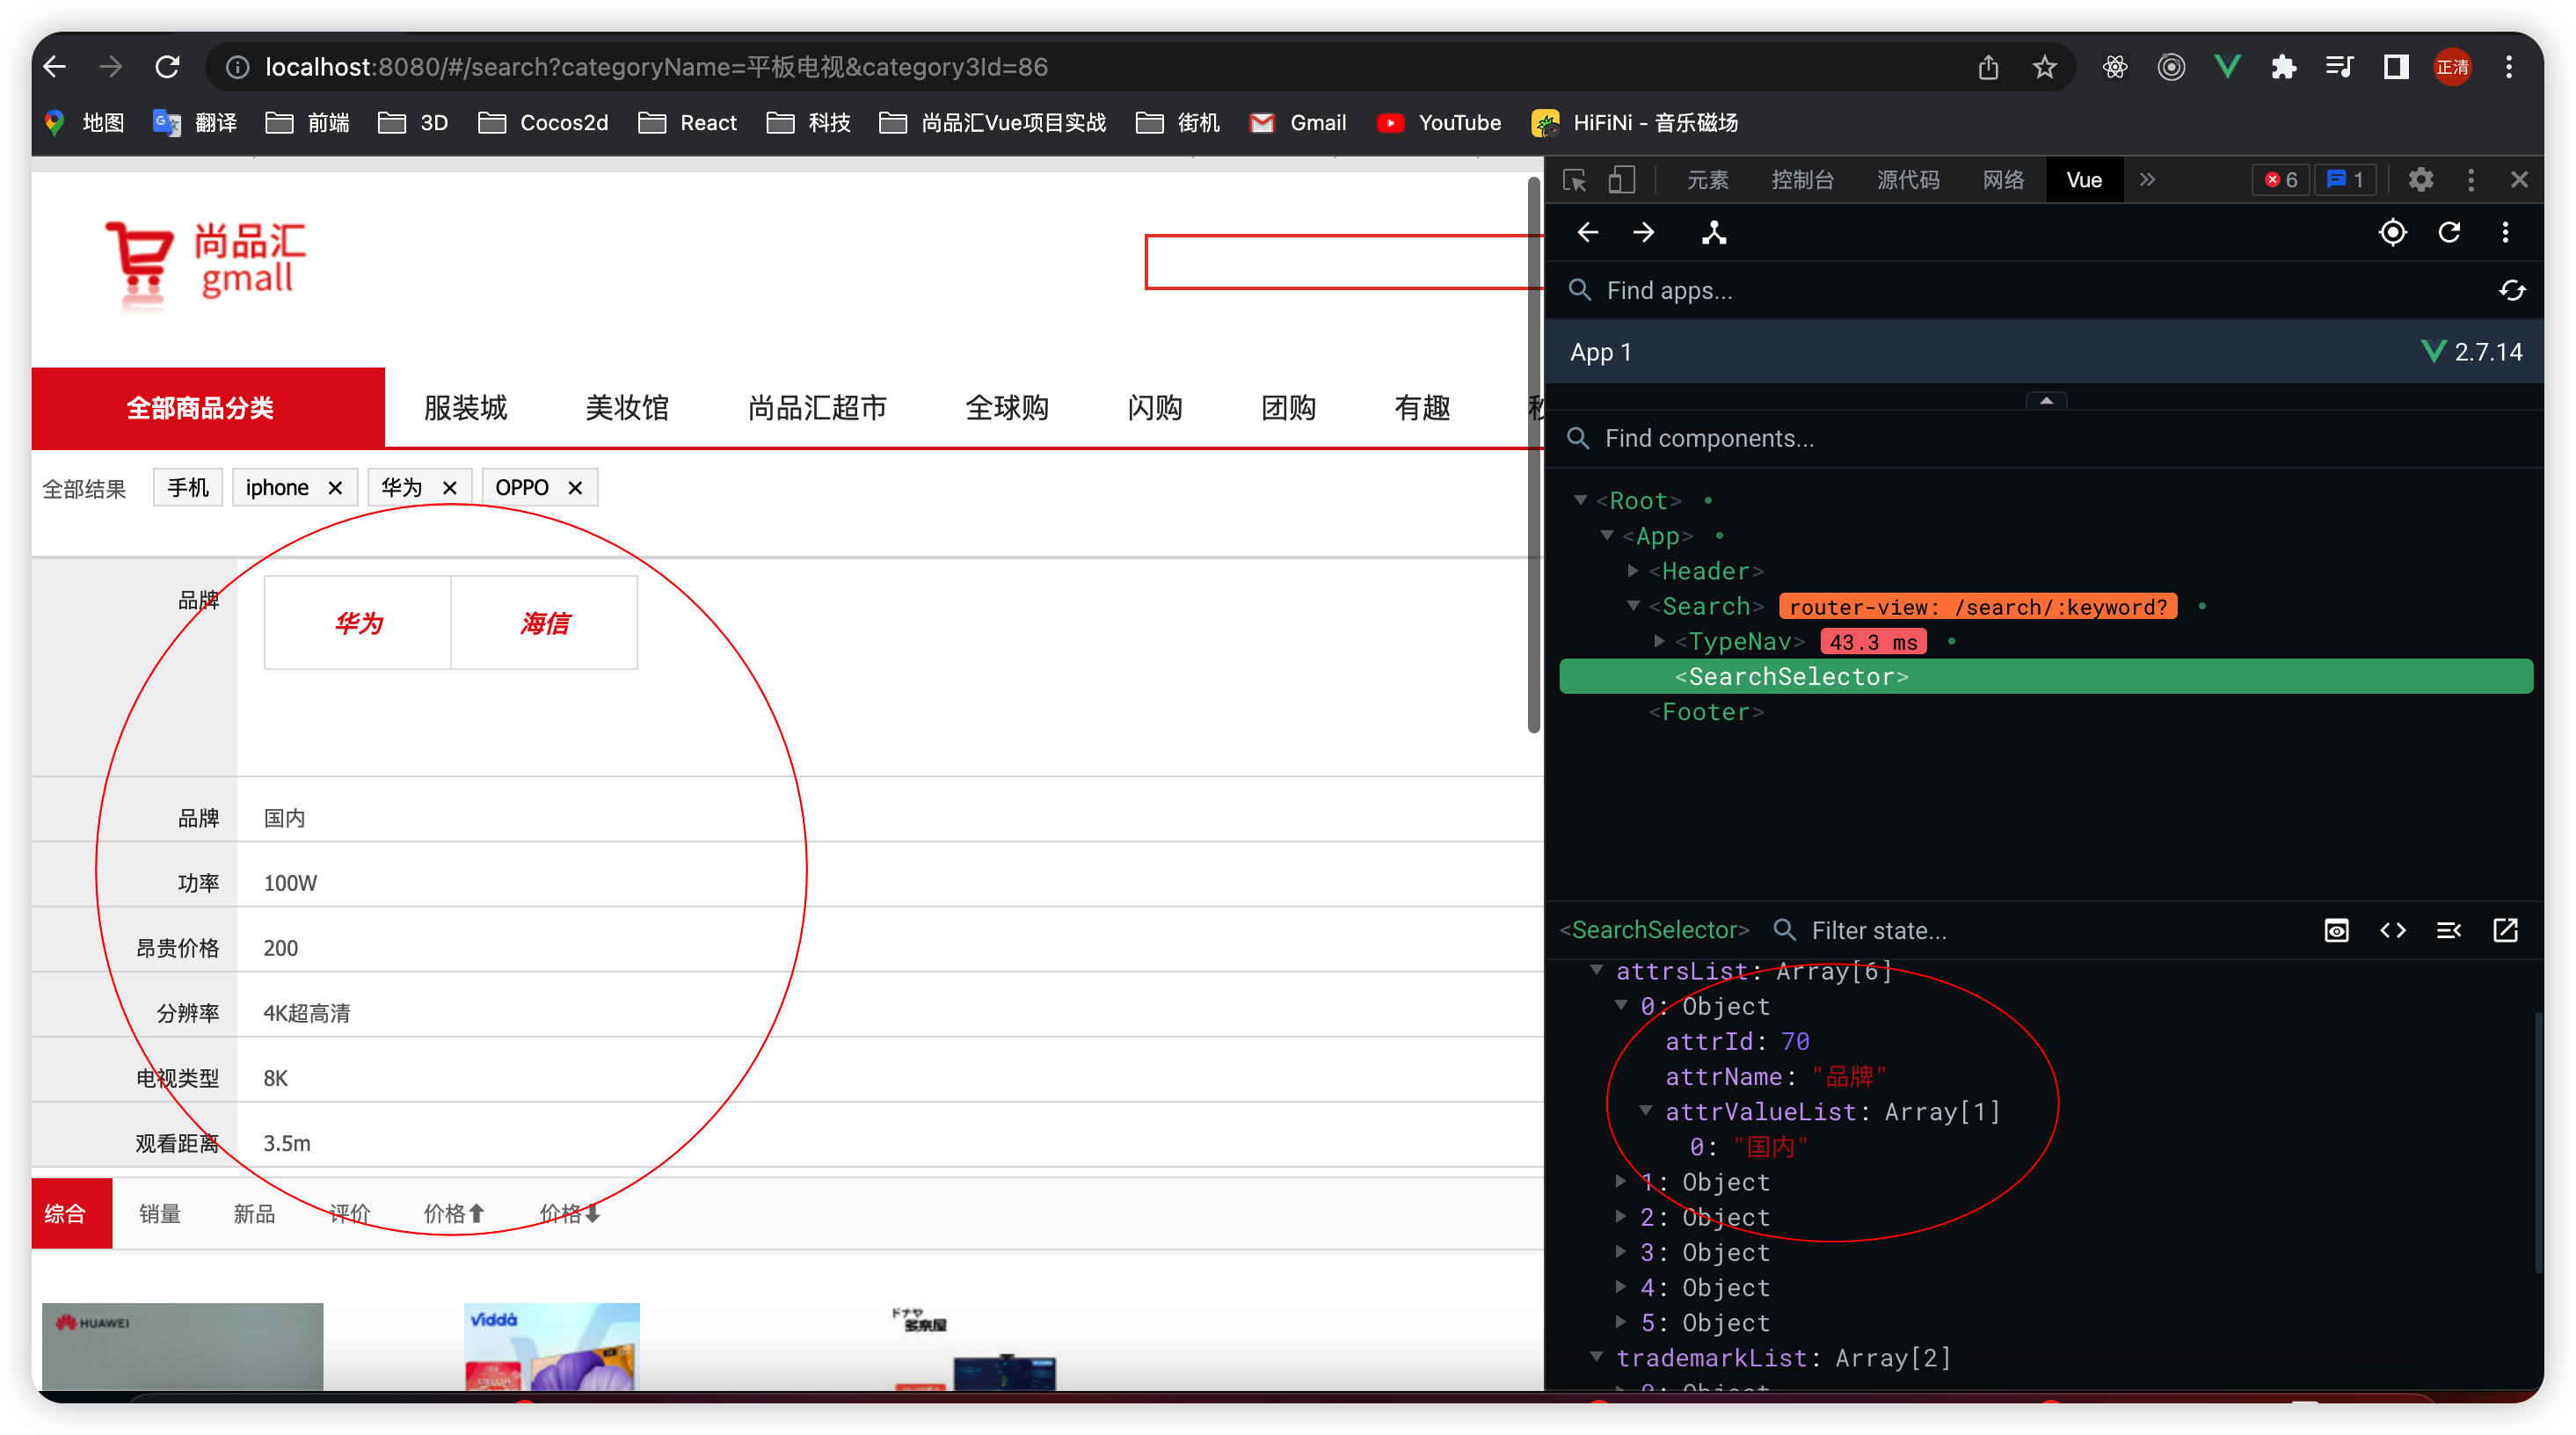 localhost:8080/#/search?categoryName=平板电视&category3Id=86
正清
地图 翻译 前端 3D Cocos2d React 科技 尚品汇Vue项目实战 街机 Gmail YouTube HiFiNi - 音乐磁场
尚品汇
gmall
全部商品分类 服装城 美妆馆 尚品汇超市 全球购 闪购 团购 有趣
全部结果 手机 iphone ✕ 华为 ✕ OPPO ✕
品牌 华为 海信
品牌 国内
功率 100W
昂贵价格 200
分辨率 4K超高清
电视类型 8K
观看距离 3.5m
综合 销量 新品 评价 价格⬆ 价格⬇
HUAWEI
Vidda
ドナや
多奈屋
元素 控制台 源代码 网络 Vue » 6 1
Find apps...
App 1 2.7.14
Find components...
<Root>
<App>
<Header>
<Search> router-view: /search/:keyword?
<TypeNav> 43.3 ms
<SearchSelector>
<Footer>
<SearchSelector> Filter state...
attrsList: Array[6]
0: Object
attrId: 70
attrName: "品牌"
attrValueList: Array[1]
0: "国内"
1: Object
2: Object
3: Object
4: Object
5: Object
trademarkList: Array[2]
0: Object